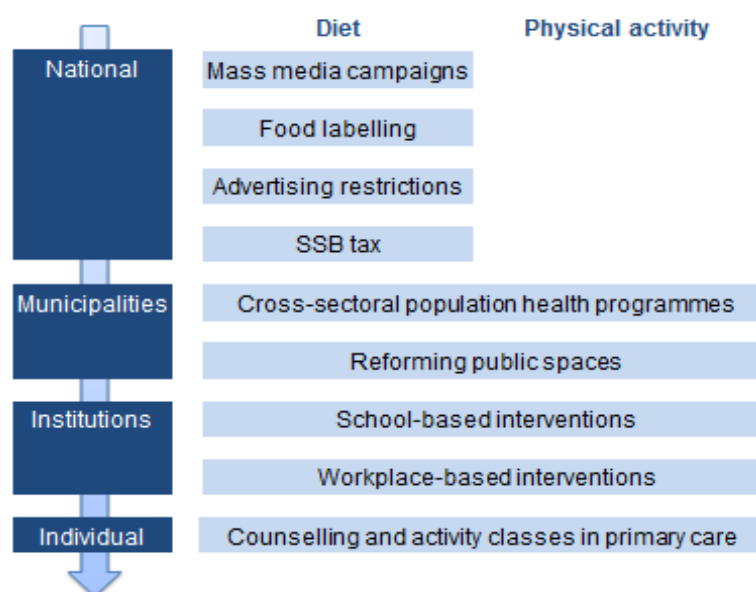 Diet Physical activity
National
Mass media campaigns
Food labelling
Advertising restrictions
SSB tax
Municipalities
Cross-sectoral population health programmes
Reforming public spaces
Institutions
School-based interventions
Workplace-based interventions
Individual
Counselling and activity classes in primary care